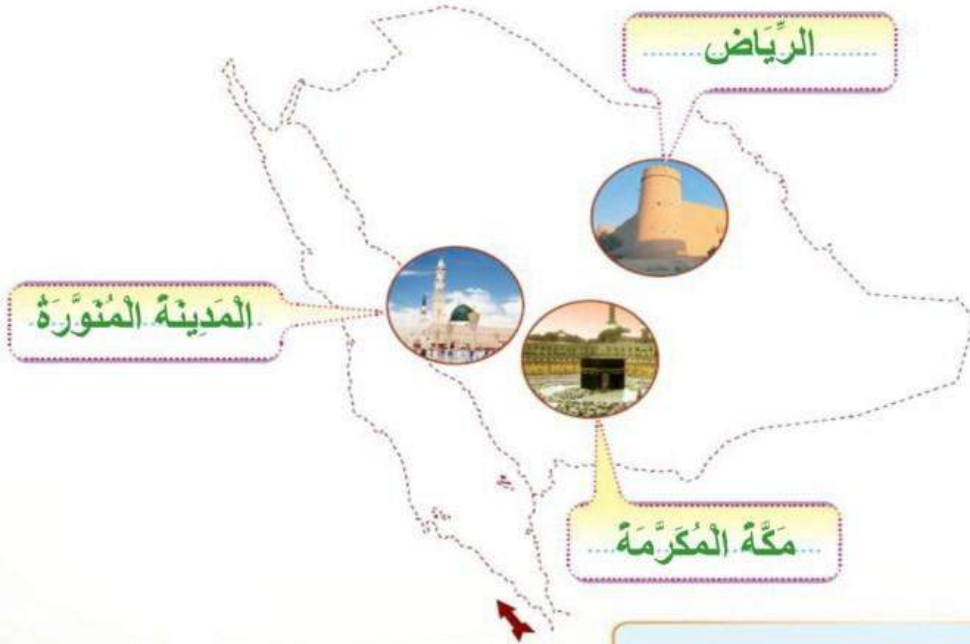 الرِّيَاض
الْمَدِينَةُ الْمُنَوَّرَةُ
مَكَّةُ الْمُكَرَّمَةُ